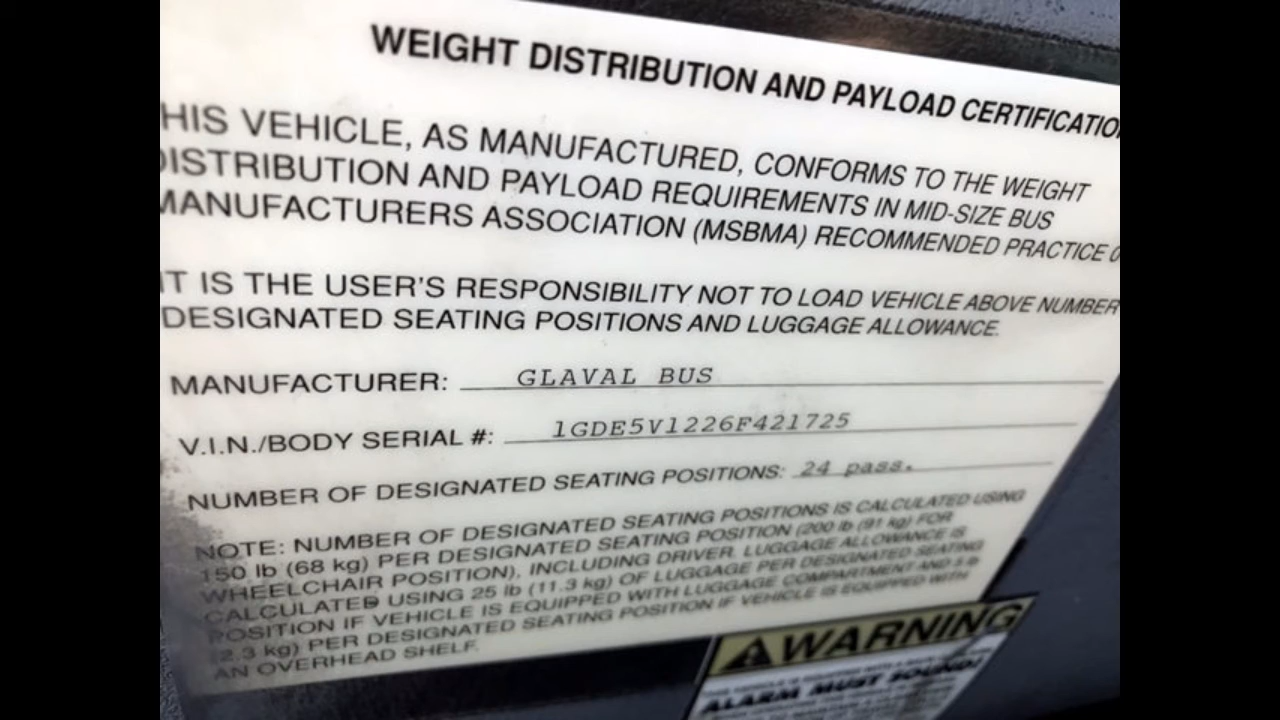 WEIGHT DISTRIBUTION AND PAYLOAD CERTIFICATIO
HIS VEHICLE, AS MANUFACTURED, CONFORMS TO THE WEIGHT
DISTRIBUTION AND PAYLOAD REQUIREMENTS IN MID-SIZE BUS
MANUFACTURERS ASSOCIATION (MSBMA) RECOMMENDED PRACTICE 0
IT IS THE USER'S RESPONSIBILITY NOT TO LOAD VEHICLE ABOVE NUMBER
DESIGNATED SEATING POSITIONS AND LUGGAGE ALLOWANCE.
MANUFACTURER: GLAVAL BUS
V.I.N./BODY SERIAL #: 1GDE5V1226F421725
NUMBER OF DESIGNATED SEATING POSITIONS: 24 pass.
NOTE: NUMBER OF DESIGNATED SEATING POSITIONS IS CALCULATED USING
150 lb (68 kg) PER DESIGNATED SEATING POSITION (200 lb (91 kg) FOR
WHEELCHAIR POSITION), INCLUDING DRIVER. LUGGAGE ALLOWANCE IS
CALCULATED USING 25 lb (11.3 kg) OF LUGGAGE PER DESIGNATED SEATING
POSITION IF VEHICLE IS EQUIPPED WITH LUGGAGE COMPARTMENT AND 5 lb
(2.3 kg) PER DESIGNATED SEATING POSITION IF VEHICLE IS EQUIPPED WITH
AN OVERHEAD SHELF.
WARNING
ALARM MUST SOUND!